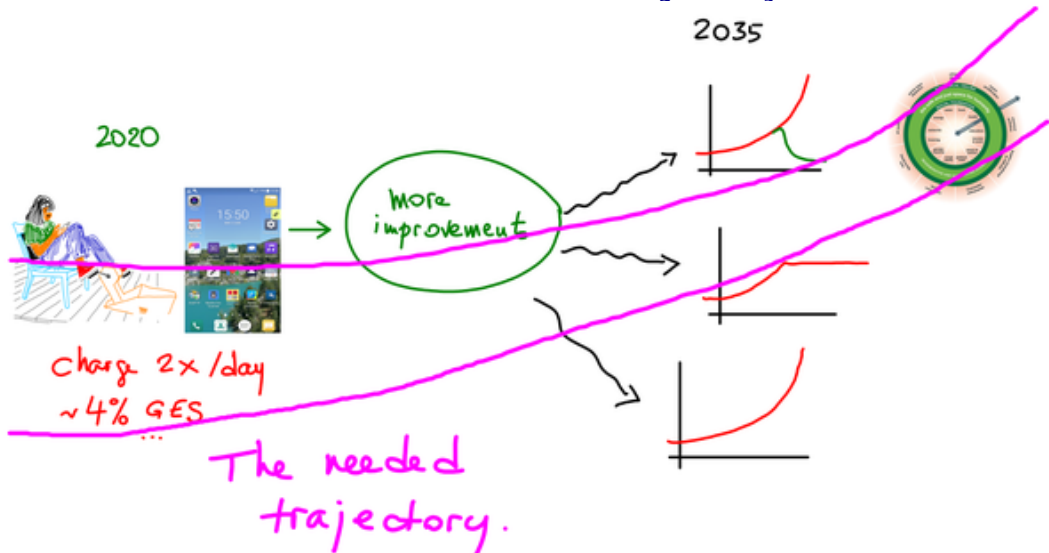 2035
2020
15:50
more
improvement
charge 2x/day
~4% GES
...
The needed
trajectory.